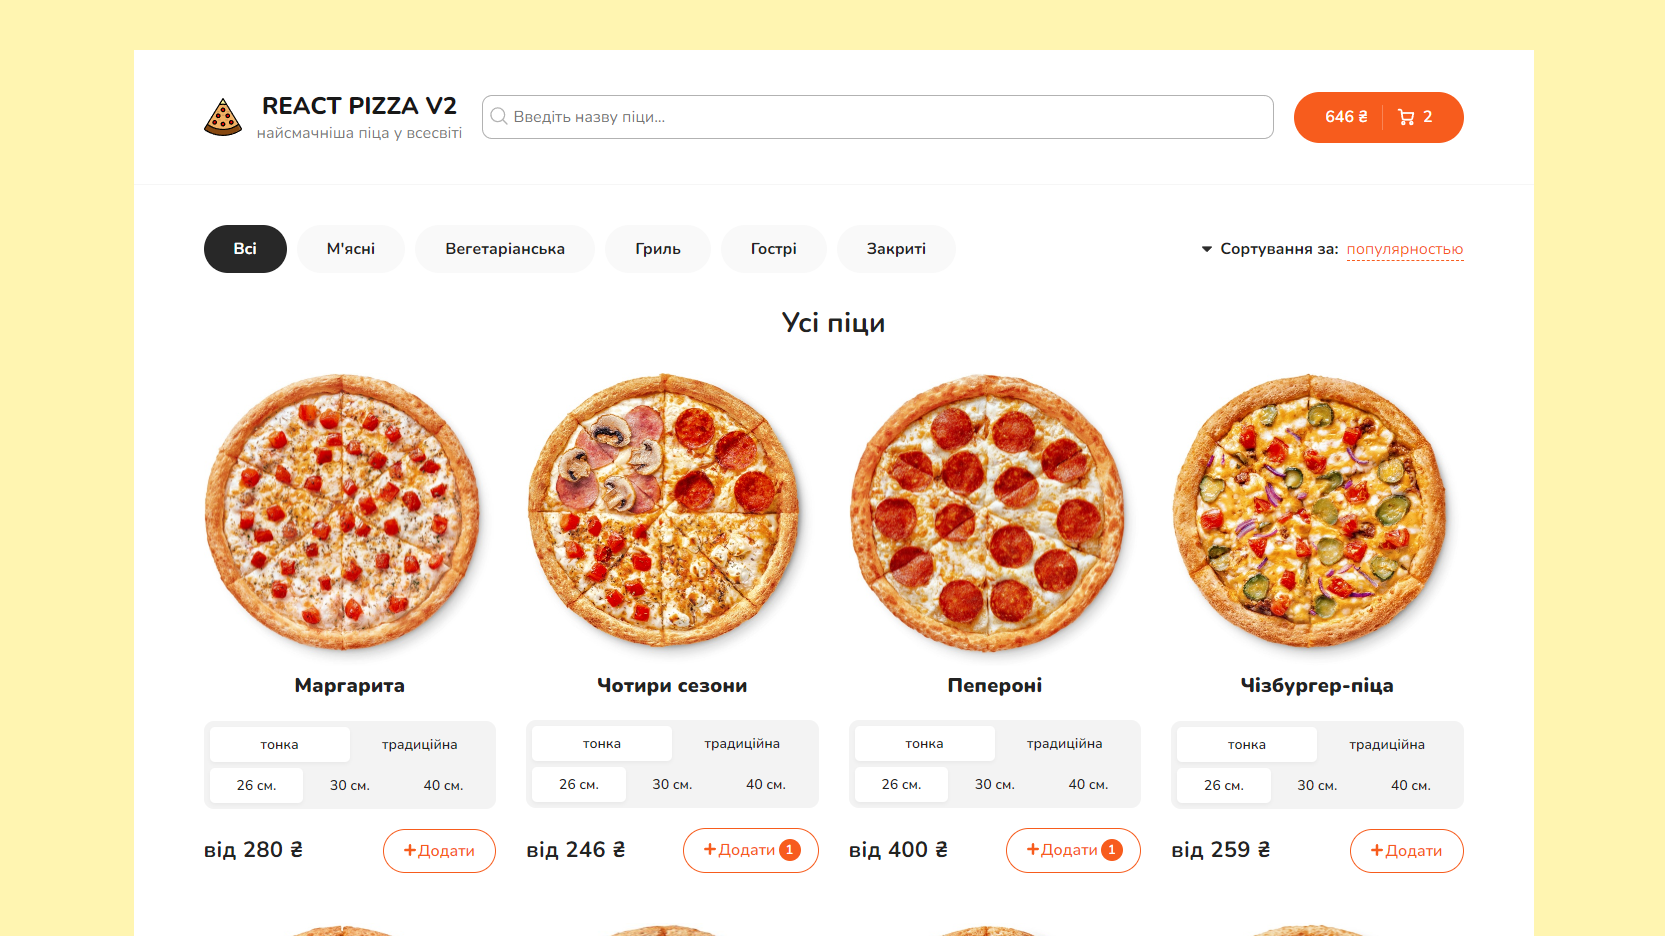 REACT PIZZA V2
найсмачніша піца у всесвіті
Введіть назву піци...
646 ₴ 2
Всі М'ясні Вегетаріанська Гриль Гострі Закриті Сортування за: популярностью
Усі піци
Маргарита Чотири сезони Пепероні Чізбургер-піца
тонка традиційна тонка традиційна тонка традиційна тонка традиційна
26 см. 30 см. 40 см. 26 см. 30 см. 40 см. 26 см. 30 см. 40 см. 26 см. 30 см. 40 см.
від 280 ₴ +Додати від 246 ₴ +Додати 1 від 400 ₴ +Додати 1 від 259 ₴ +Додати